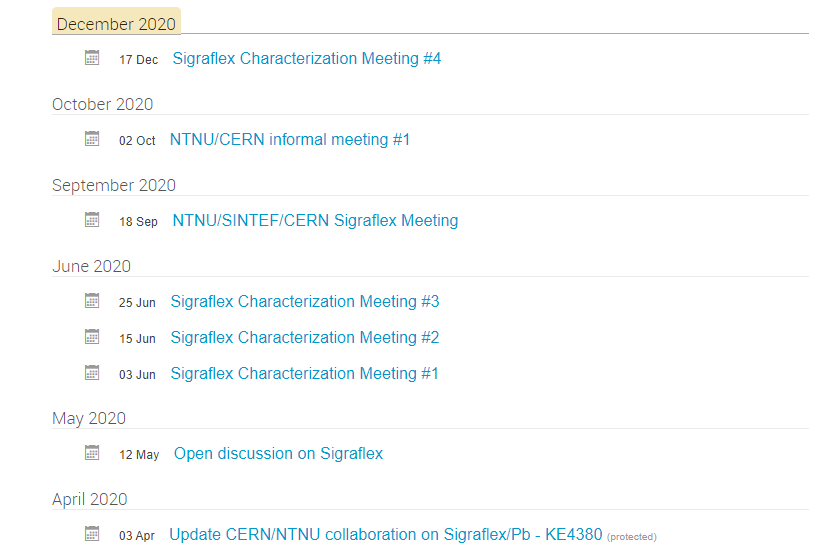 December 2020
17 Dec Sigraflex Characterization Meeting #4
October 2020
02 Oct NTNU/CERN informal meeting #1
September 2020
18 Sep NTNU/SINTEF/CERN Sigraflex Meeting
June 2020
25 Jun Sigraflex Characterization Meeting #3
15 Jun Sigraflex Characterization Meeting #2
03 Jun Sigraflex Characterization Meeting #1
May 2020
12 May Open discussion on Sigraflex
April 2020
03 Apr Update CERN/NTNU collaboration on Sigraflex/Pb - KE4380 (protected)